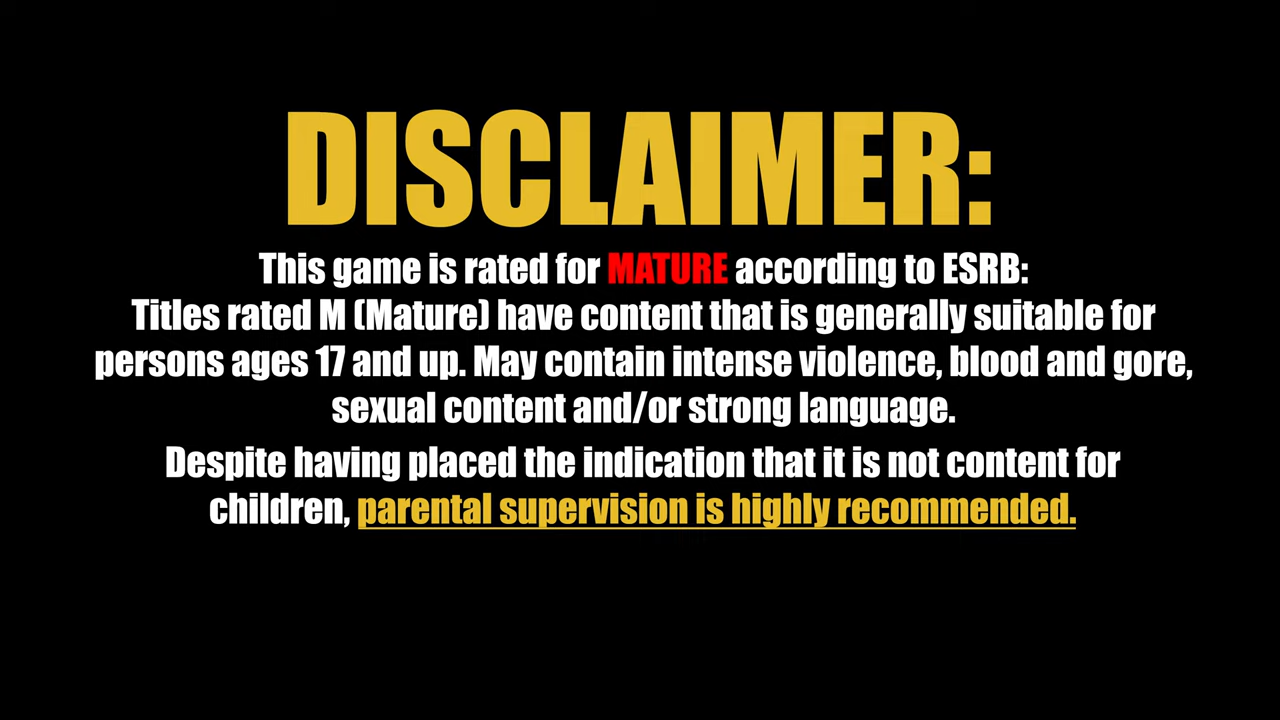 DISCLAIMER:
This game is rated for MATURE according to ESRB:
Titles rated M (Mature) have content that is generally suitable for
persons ages 17 and up. May contain intense violence, blood and gore,
sexual content and/or strong language.
Despite having placed the indication that it is not content for
children, parental supervision is highly recommended.